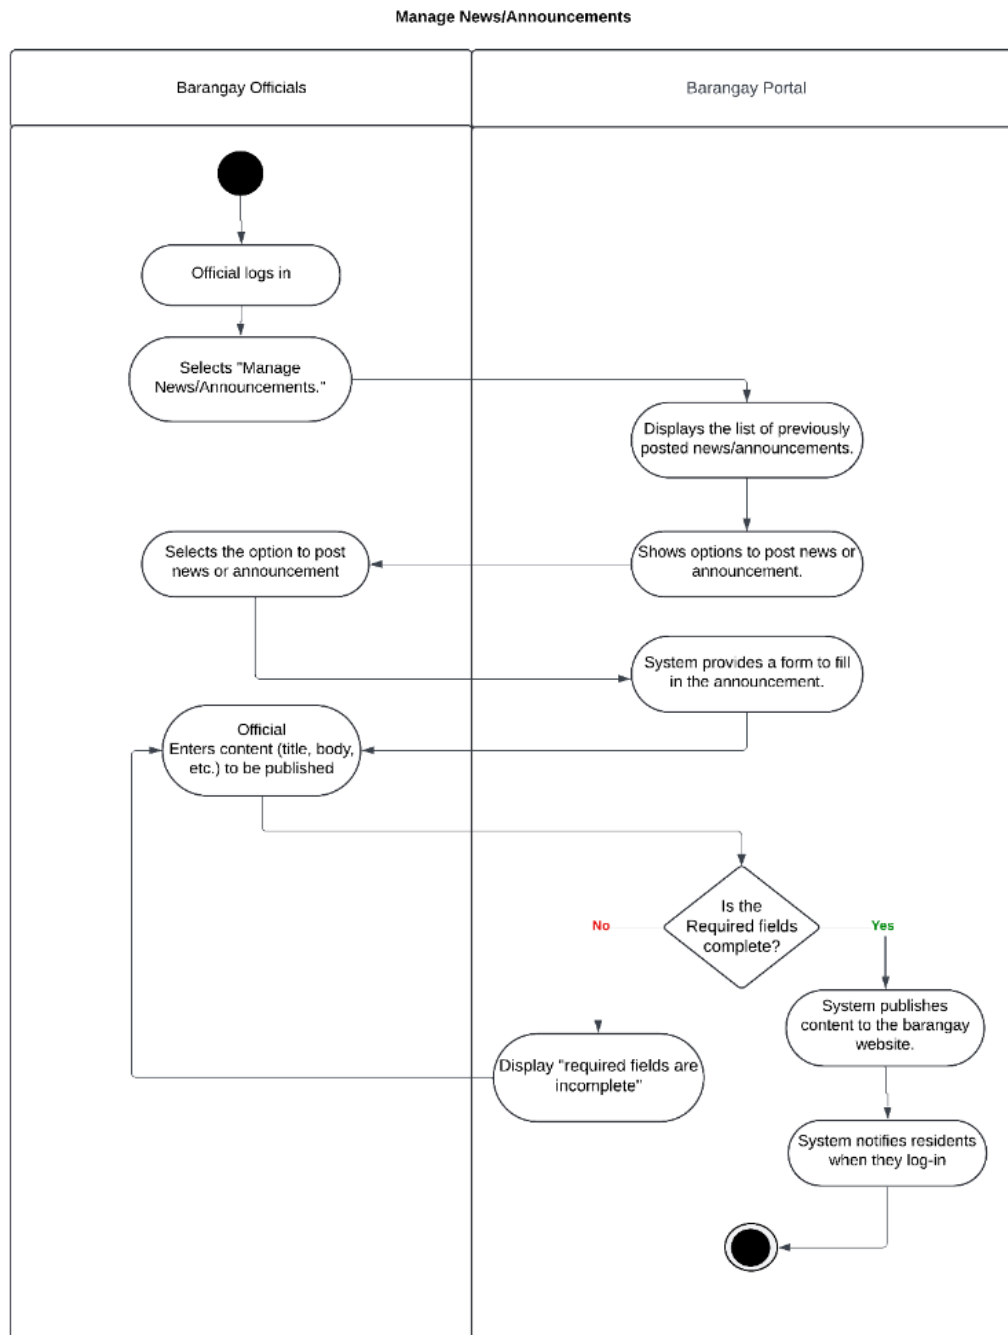 Manage News/Announcements
Barangay Officials
Barangay Portal
Official logs in
Selects "Manage
News/Announcements."
Displays the list of previously
posted news/announcements.
Shows options to post news or
announcement.
Selects the option to post
news or announcement
System provides a form to fill
in the announcement.
Official
Enters content (title, body,
etc.) to be published
Is the
Required fields
complete?
No
Yes
System publishes
content to the barangay
website.
Display "required fields are
incomplete"
System notifies residents
when they log-in